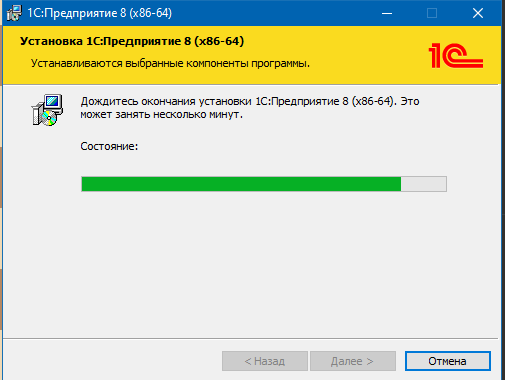 1С:Предприятие 8 (x86-64)
Установка 1С:Предприятие 8 (x86-64)
Устанавливаются выбранные компоненты программы.
1С
Дождитесь окончания установки 1С:Предприятие 8 (x86-64). Это
может занять несколько минут.
Состояние:
< Назад
Далее >
Отмена